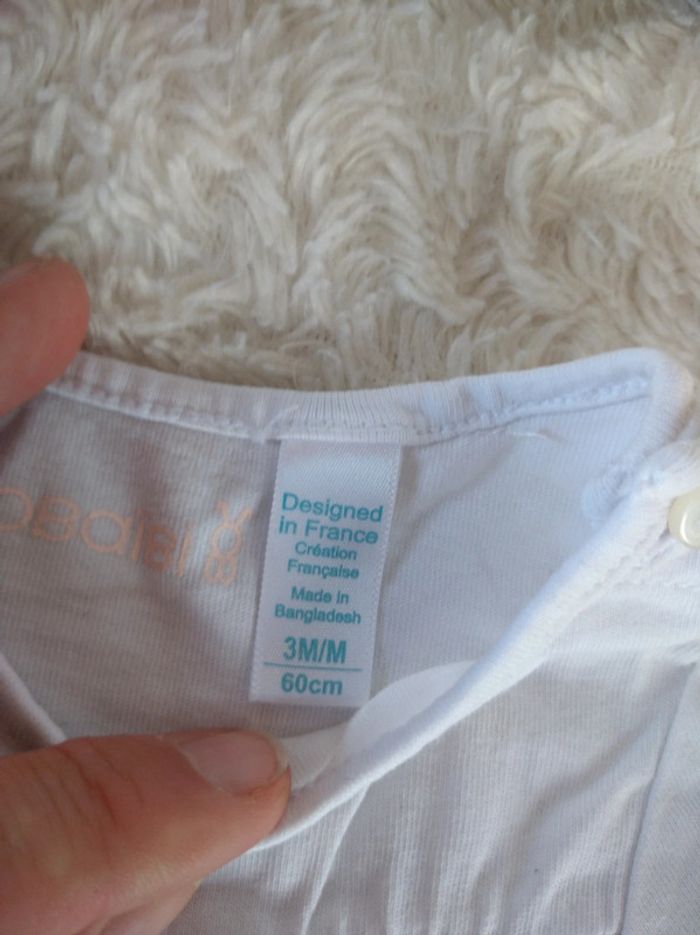 Designed
in France
Création
Française
Made in
Bangladesh
3M/M
60cm